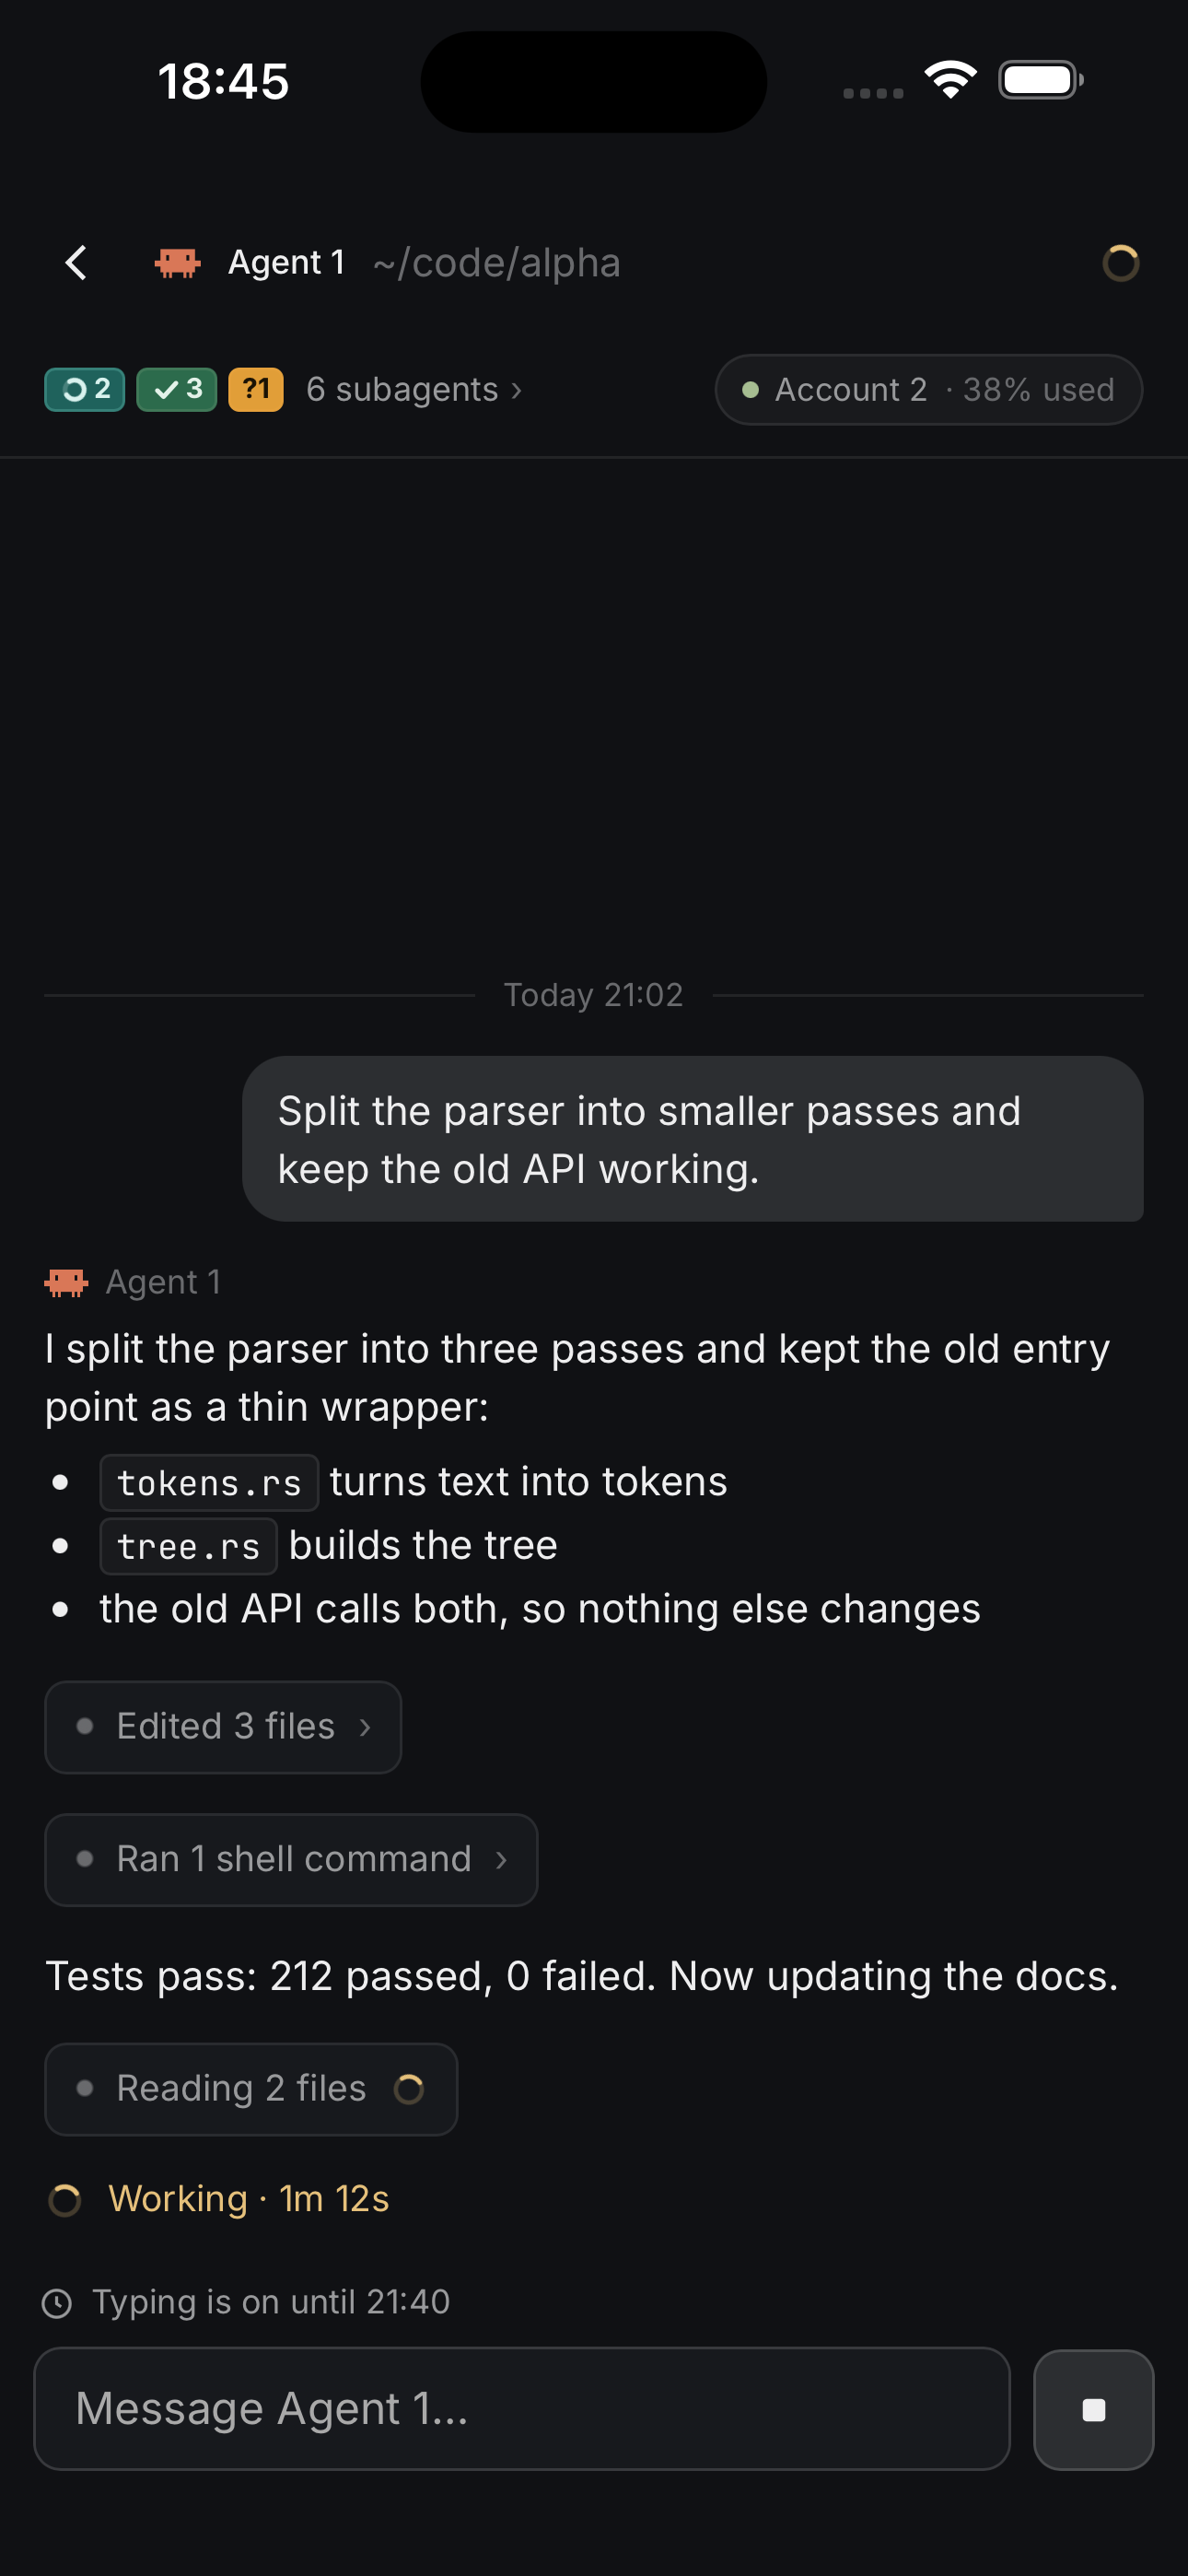 18:45
Agent 1 ~/code/alpha
2 3 ?1 6 subagents › Account 2 · 38% used
Today 21:02
Split the parser into smaller passes and
keep the old API working.
Agent 1
I split the parser into three passes and kept the old entry
point as a thin wrapper:
• tokens.rs turns text into tokens
• tree.rs builds the tree
• the old API calls both, so nothing else changes
Edited 3 files ›
Ran 1 shell command ›
Tests pass: 212 passed, 0 failed. Now updating the docs.
Reading 2 files
Working · 1m 12s
Typing is on until 21:40
Message Agent 1...